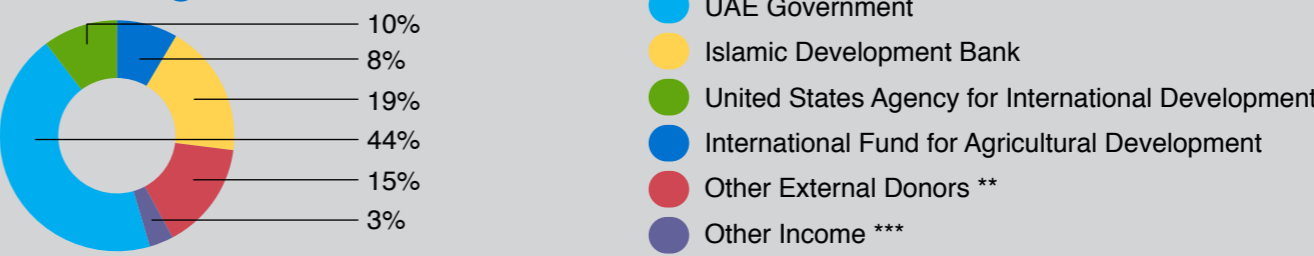 10%
8%
19%
44%
15%
3%
UAE Government
Islamic Development Bank
United States Agency for International Development
International Fund for Agricultural Development
Other External Donors **
Other Income ***